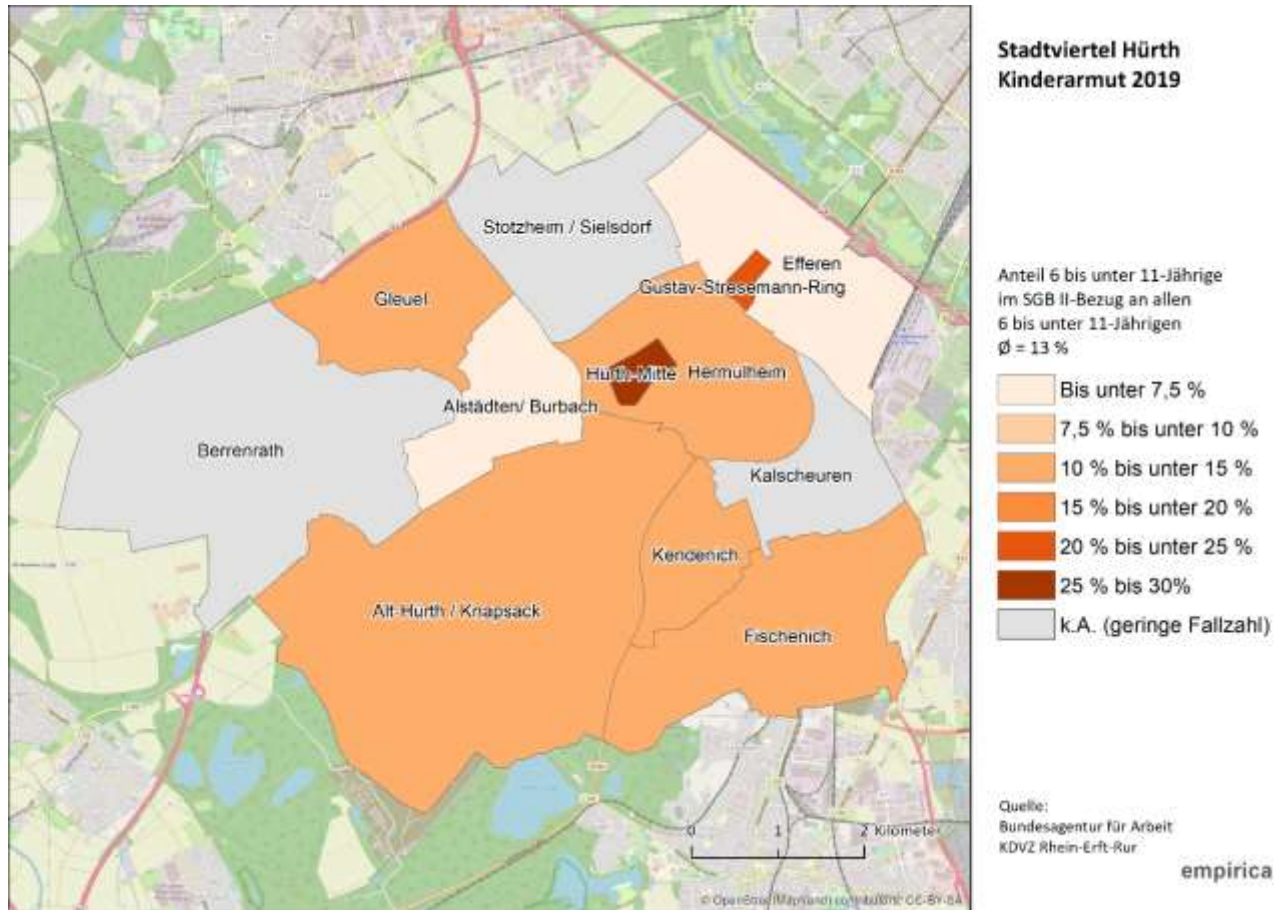 Stadtviertel Hürth
Kinderarmut 2019
Stotzheim / Sielsdorf
Efferen
Gustav-Stresemann-Ring
Gleuel
Hürth-Mitte
Hermülheim
Alstädten/ Burbach
Berrenrath
Kalscheuren
Kendenich
Alt-Hürth / Knapsack
Fischenich
Anteil 6 bis unter 11-Jährige
im SGB II-Bezug an allen
6 bis unter 11-Jährigen
Ø = 13 %
Bis unter 7,5 %
7,5 % bis unter 10 %
10 % bis unter 15 %
15 % bis unter 20 %
20 % bis unter 25 %
25 % bis 30%
k.A. (geringe Fallzahl)
0 1 2 Kilometer
Quelle:
Bundesagentur für Arbeit
KDVZ Rhein-Erft-Rur
empirica
© OpenStreetMap CC-BY-SA